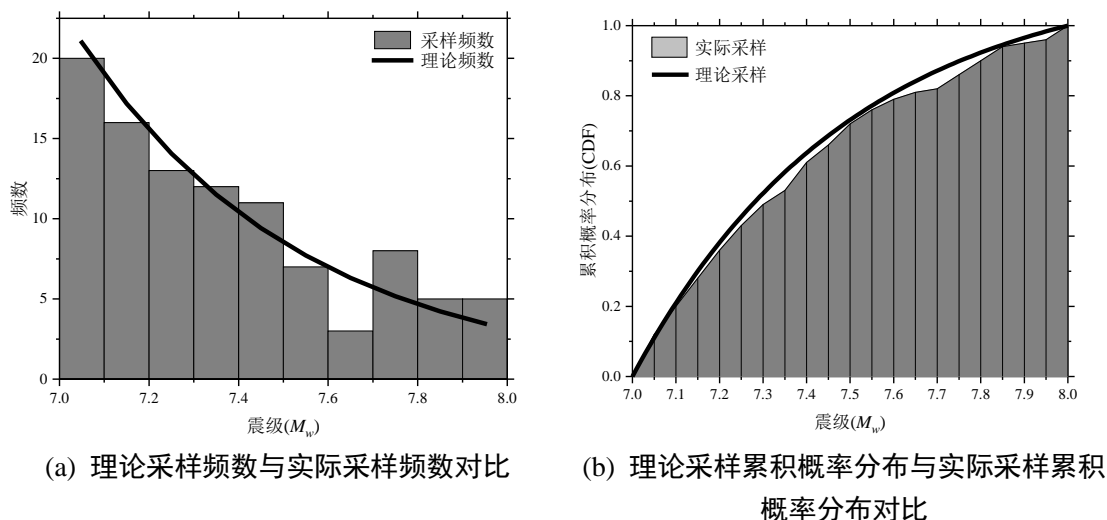 20
15
10
5
0
频数
采样频数
理论频数
7.0 7.2 7.4 7.6 7.8 8.0
震级(Mw)
(a) 理论采样频数与实际采样频数对比
1.0
0.8
0.6
0.4
0.2
0.0
累积概率分布(CDF)
实际采样
理论采样
7.0 7.1 7.2 7.3 7.4 7.5 7.6 7.7 7.8 7.9 8.0
震级(Mw)
(b) 理论采样累积概率分布与实际采样累积
概率分布对比